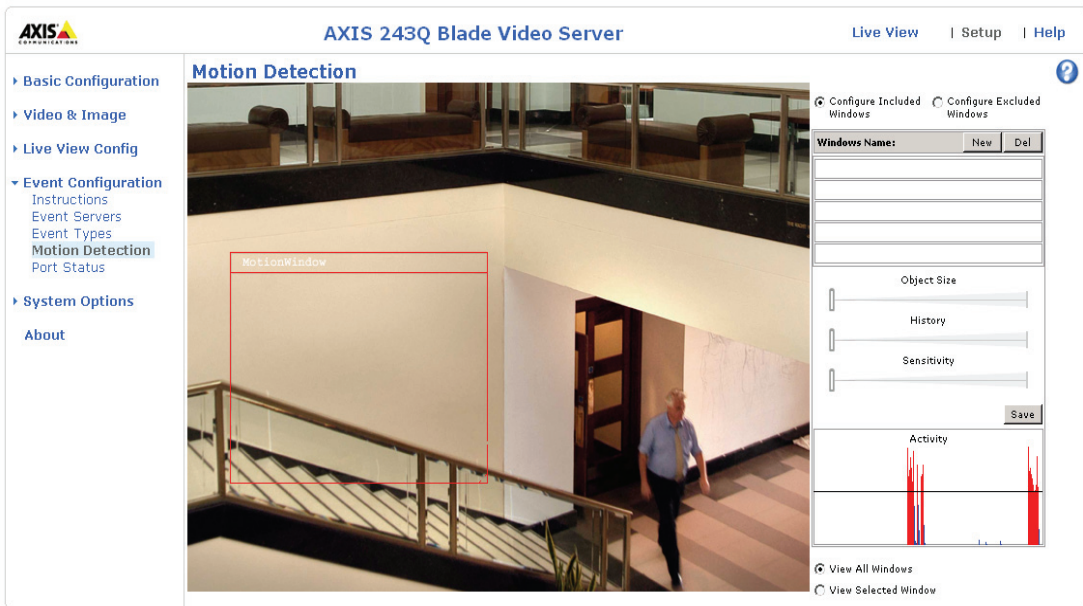 AXIS
COMMUNICATIONS
AXIS 243Q Blade Video Server
Live View | Setup | Help
Basic Configuration
Video & Image
Live View Config
Event Configuration
Instructions
Event Servers
Event Types
Motion Detection
Port Status
System Options
About
Motion Detection
?
MotionWindow
Configure Included Windows
Configure Excluded Windows
Windows Name:
New
Del
Object Size
History
Sensitivity
Save
Activity
View All Windows
View Selected Window